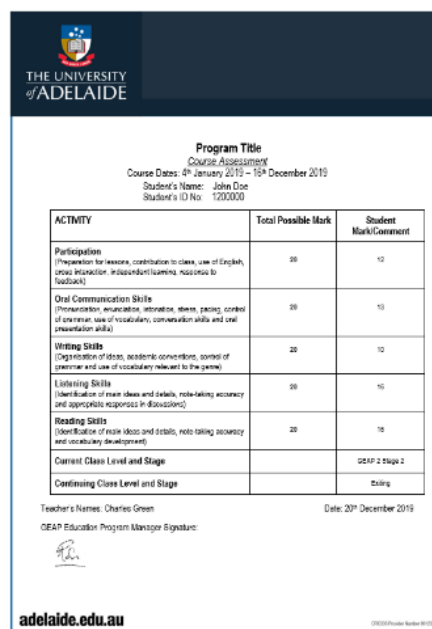 THE UNIVERSITY
of ADELAIDE
Program Title
Course Assessment
Course Dates: 4th January 2019 – 16th December 2019
Student's Name: John Doe
Student's ID No: 1200000
ACTIVITY Total Possible Mark Student
Mark/Comment
Participation
(Preparation for lessons, contribution to class, use of English,
cross interaction, independent learning, response to
feedback)
20 12
Oral Communication Skills
(Pronunciation, enunciation, intonation, stress, pacing, control
of grammar, use of vocabulary, conversation skills and oral
presentation skills)
20 13
Writing Skills
(Organisation of ideas, academic conventions, control of
grammar and use of vocabulary relevant to the genre)
20 10
Listening Skills
(Identification of main ideas and details, note-taking accuracy
and appropriate responses in discussions)
20
Reading Skills
(Identification of main ideas and details, note-taking accuracy
and vocabulary development)
20
Current Class Level and Stage GEAP 2 Stage 2
Continuing Class Level and Stage Exiting
Teacher's Names: Charles Green Date: 20th December 2019
GEAP Education Program Manager Signature:
adelaide.edu.au
CRICOS Provider Number